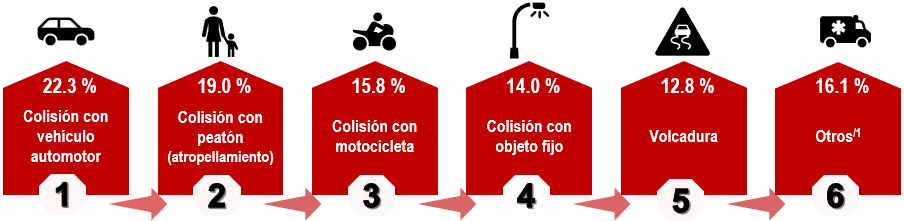 22.3 %
Colisión con
vehículo
automotor
1
19.0 %
Colisión con
peatón
(atropellamiento)
2
15.8 %
Colisión con
motocicleta
3
14.0 %
Colisión con
objeto fijo
4
12.8 %
Volcadura
5
16.1 %
Otros/1
6